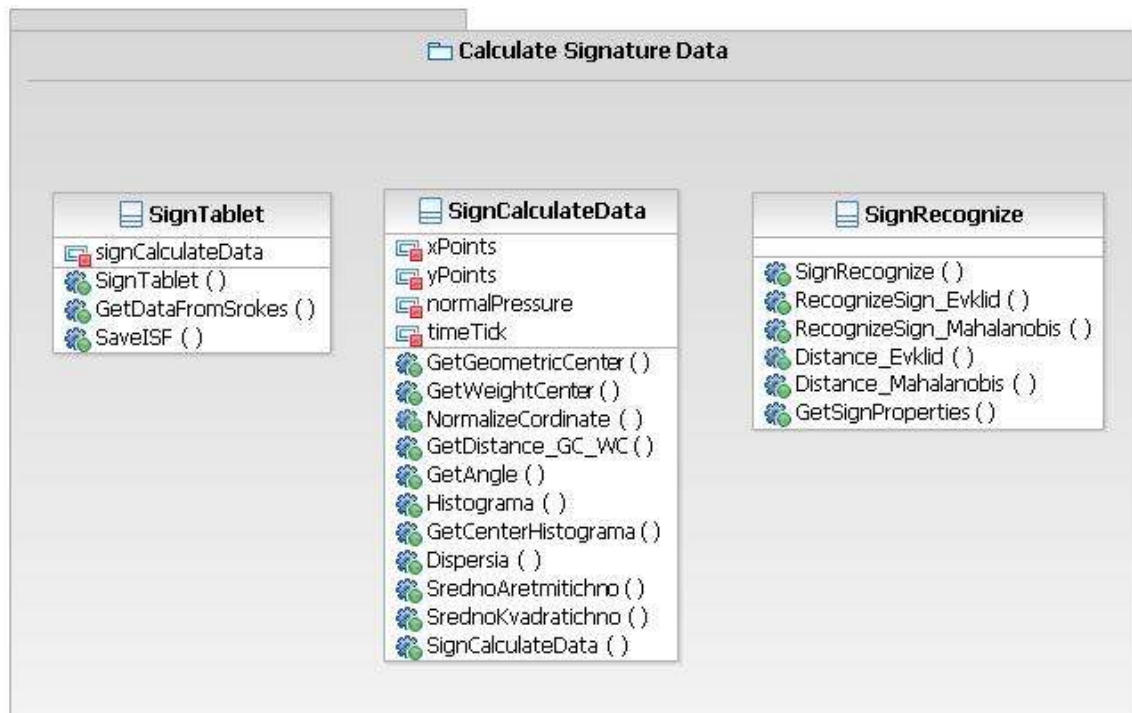 Calculate Signature Data
SignTablet
signCalculateData
SignTablet ( )
GetDataFromSrokes ( )
SaveISF ( )
SignCalculateData
xPoints
yPoints
normalPressure
timeTick
GetGeometricCenter ( )
GetWeightCenter ( )
NormalizeCordinate ( )
GetDistance_GC_WC ( )
GetAngle ( )
Histograma ( )
GetCenterHistograma ( )
Dispersia ( )
SrednoAretmitichno ( )
SrednoKvadratichno ( )
SignCalculateData ( )
SignRecognize
SignRecognize ( )
RecognizeSign_Evklid ( )
RecognizeSign_Mahalanobis ( )
Distance_Evklid ( )
Distance_Mahalanobis ( )
GetSignProperties ( )